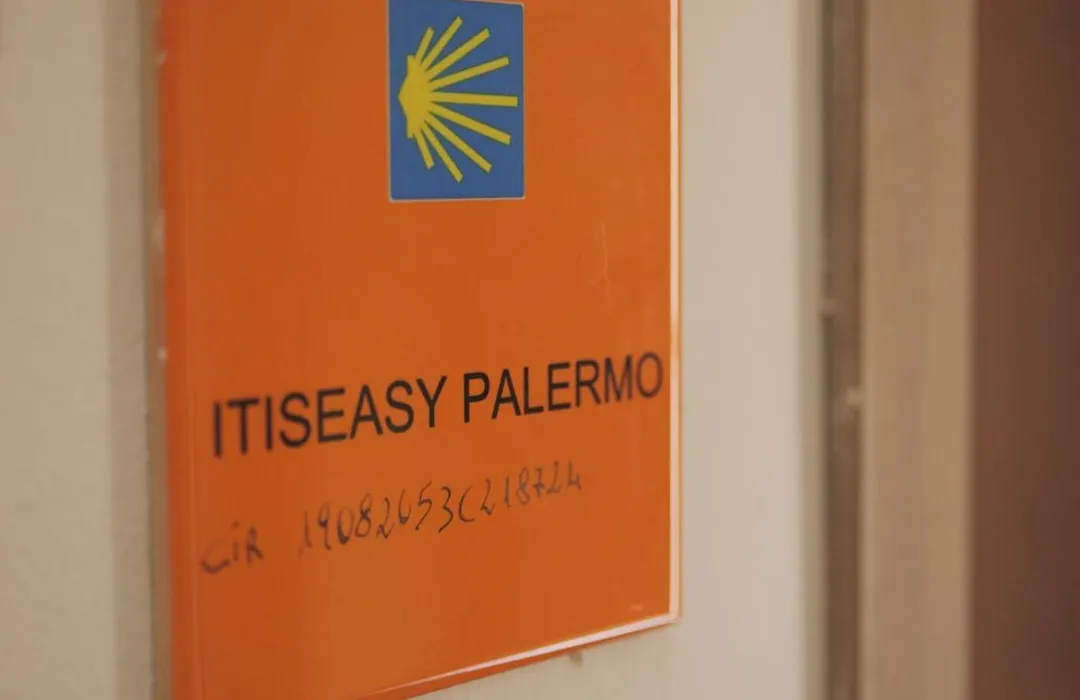 ITISEASY PALERMO
CiR 19082053C218724